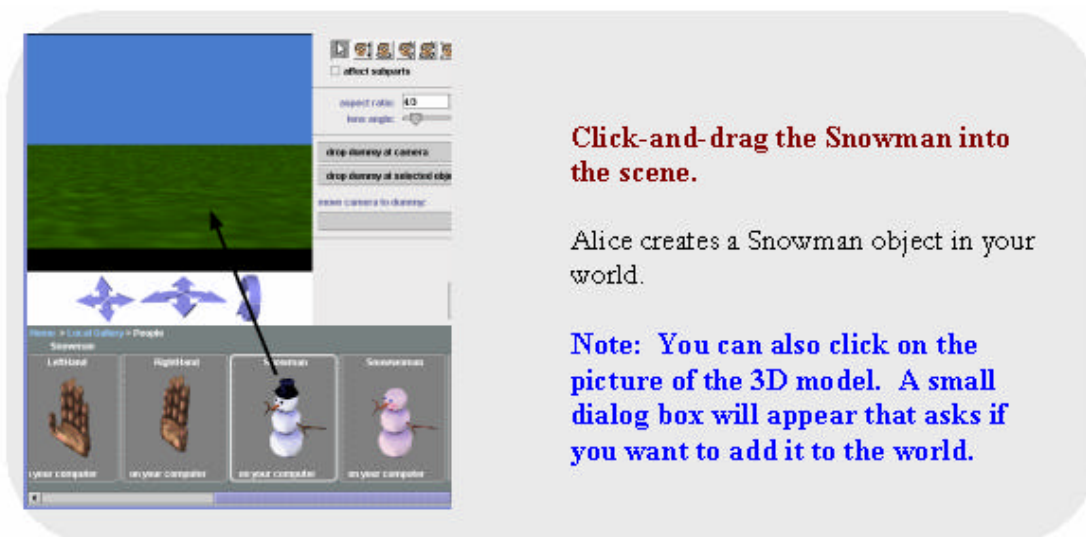 affect subparts
aspect ratio: 4/3
lens angle:
drop dummy at camera
drop dummy at selected obje
move camera to dummy:
Home > Local Gallery > People
Snowman
LeftHand RightHand Snowman Snowwoman
your computer on your computer on your computer on your computer
Click-and-drag the Snowman into
the scene.
Alice creates a Snowman object in your
world.
Note: You can also click on the
picture of the 3D model. A small
dialog box will appear that asks if
you want to add it to the world.